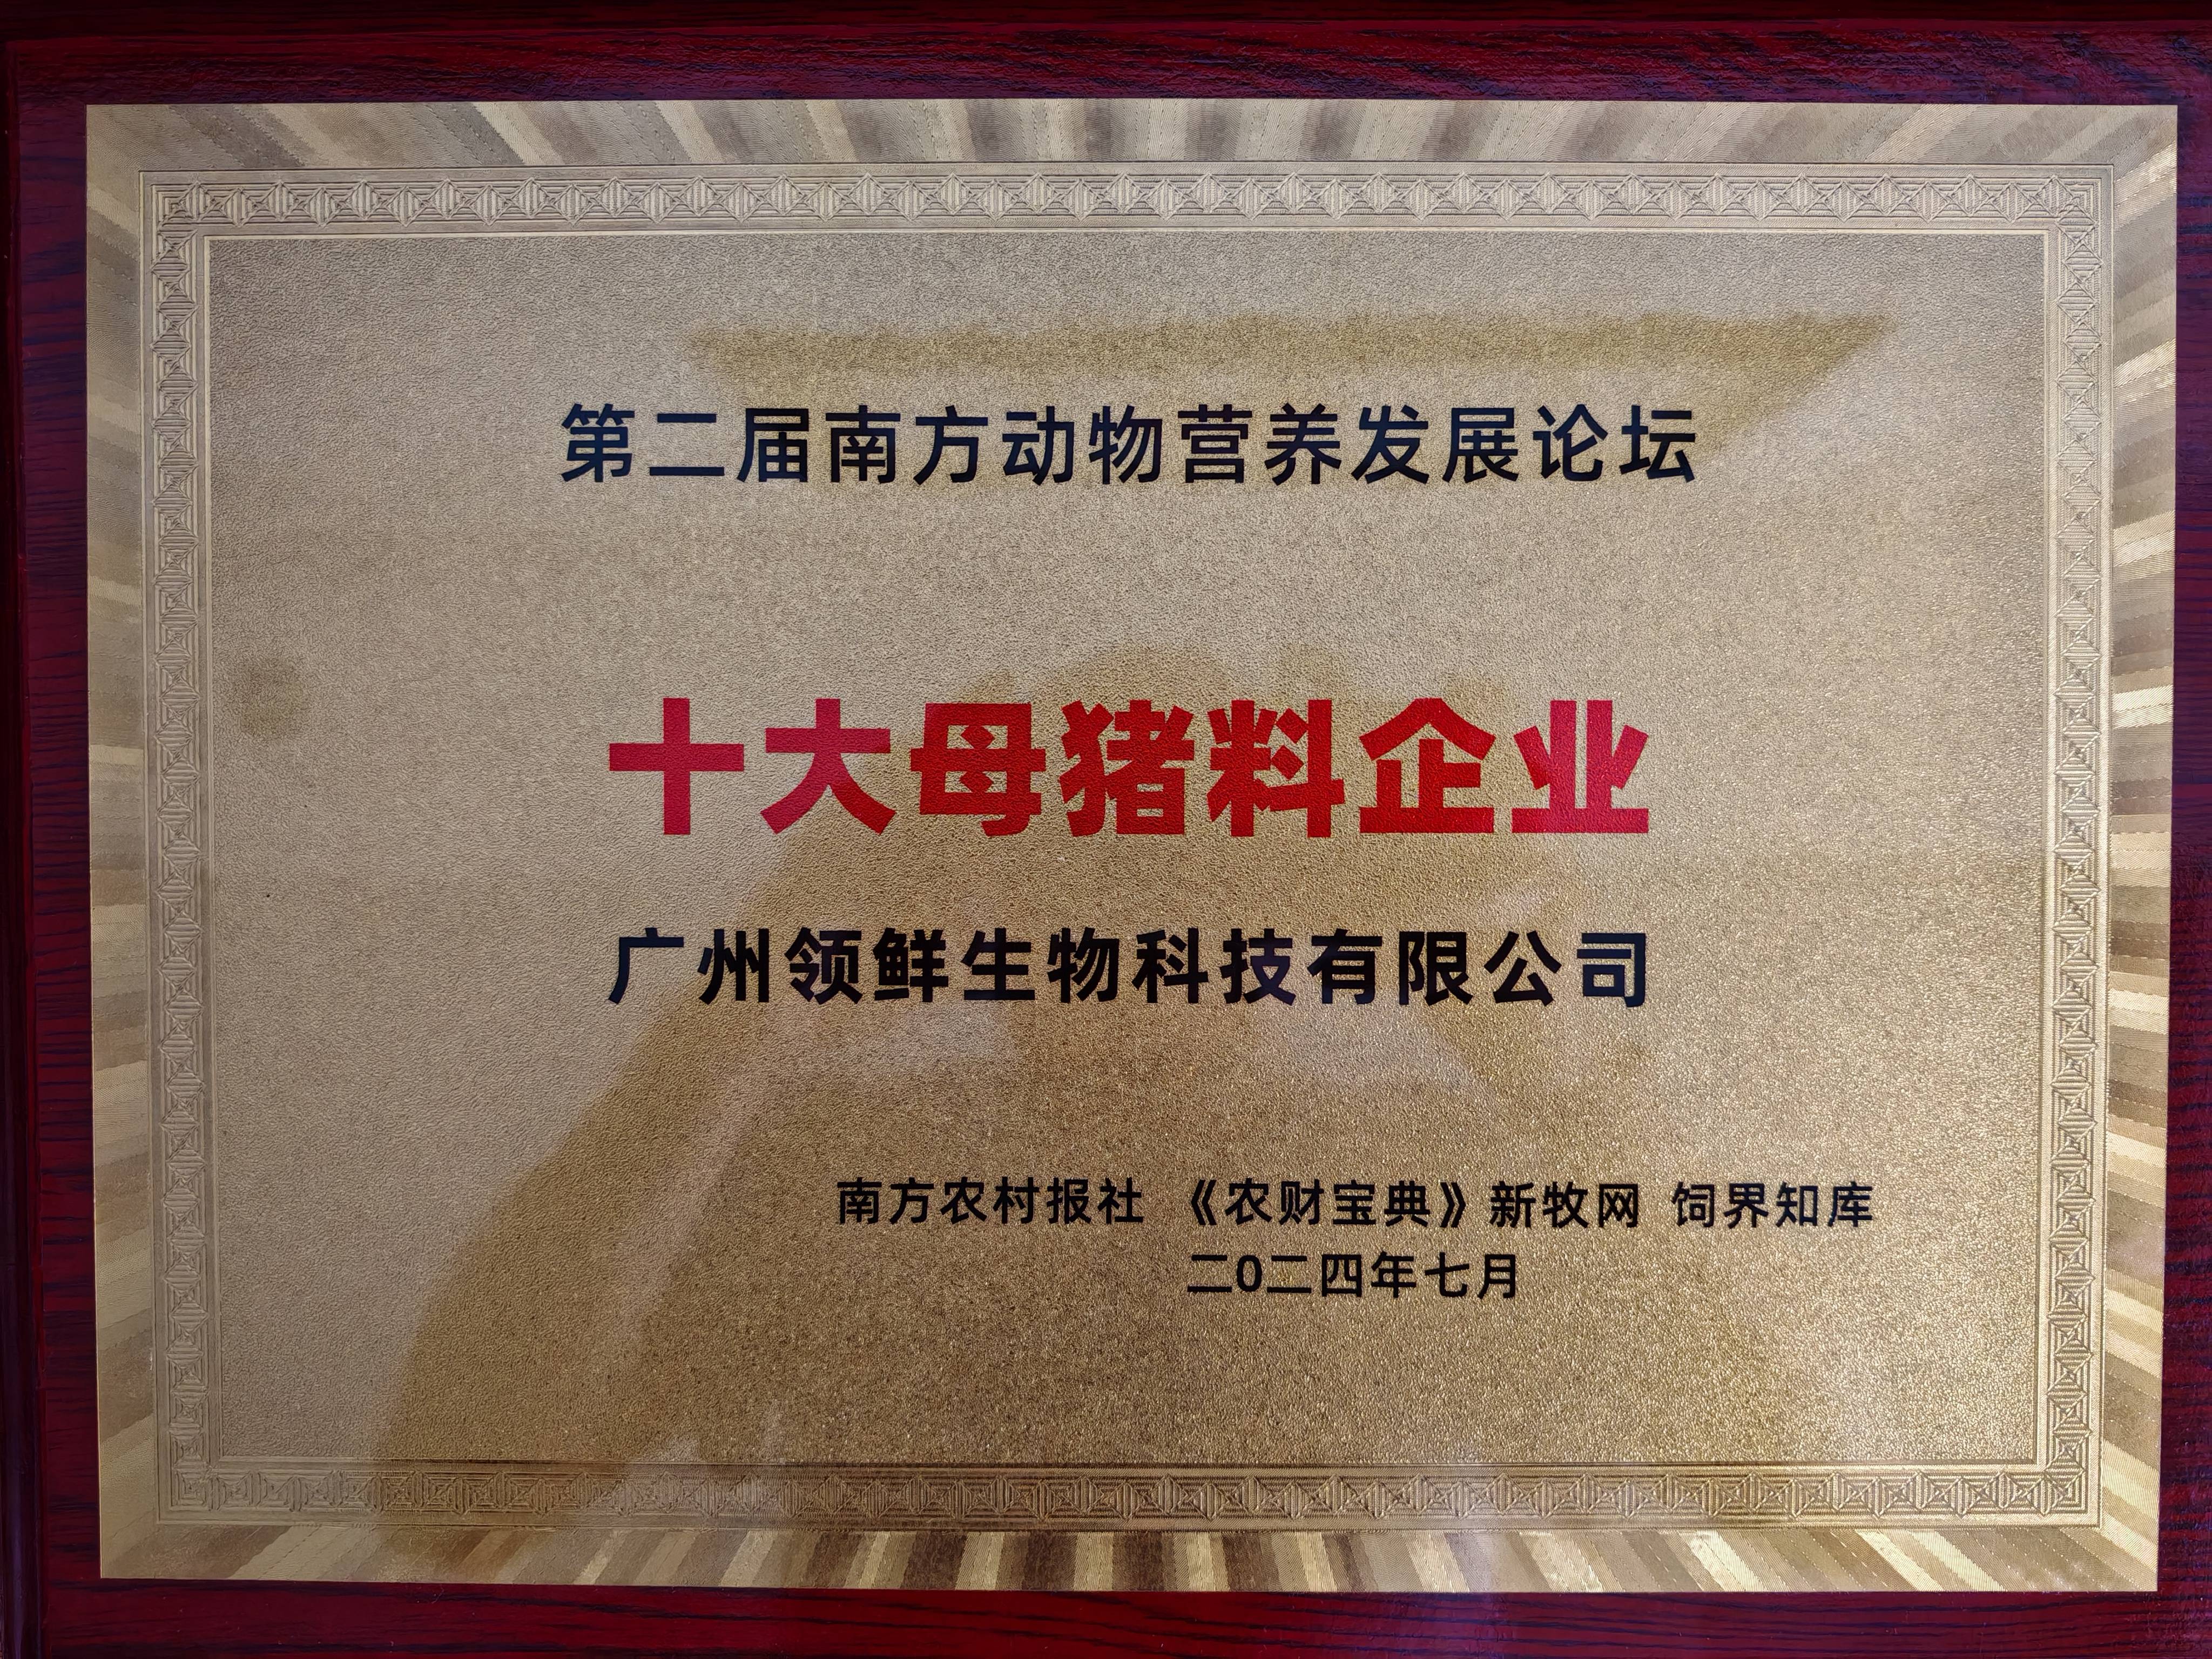 第二届南方动物营养发展论坛
十大母猪料企业
广州领鲜生物科技有限公司
南方农村报社 《农财宝典》新牧网 饲界知库
二0二四年七月